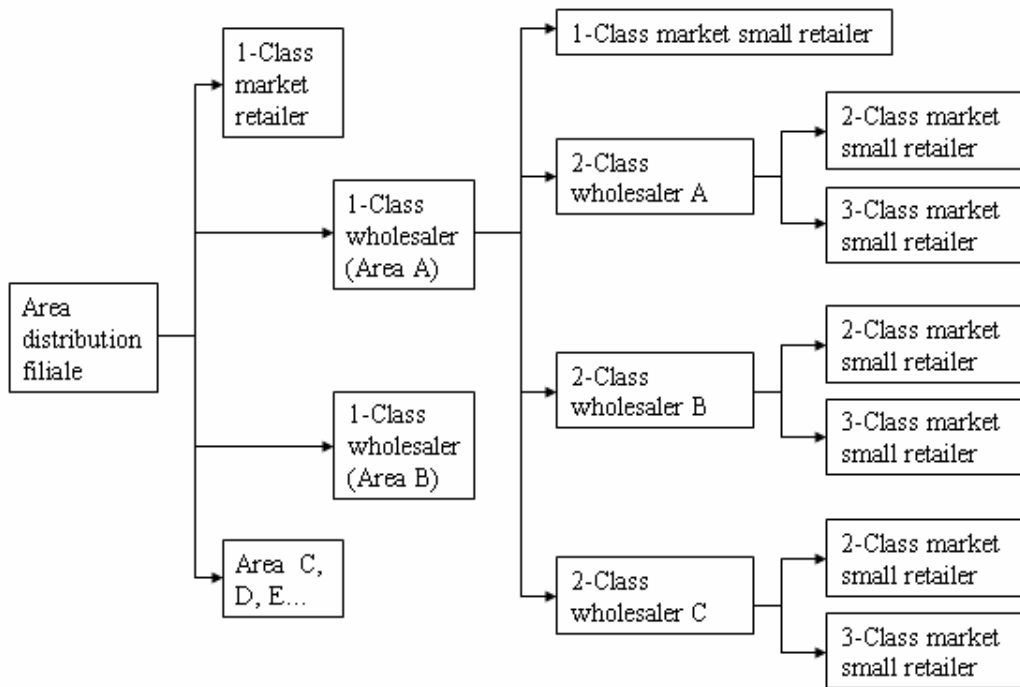 1-Class
market
retailer
1-Class market small retailer
2-Class market
small retailer
2-Class
wholesaler A
3-Class market
small retailer
1-Class
wholesaler
(Area A)
Area
distribution
filiale
2-Class market
small retailer
2-Class
wholesaler B
3-Class market
small retailer
1-Class
wholesaler
(Area B)
Area C,
D, E...
2-Class market
small retailer
2-Class
wholesaler C
3-Class market
small retailer